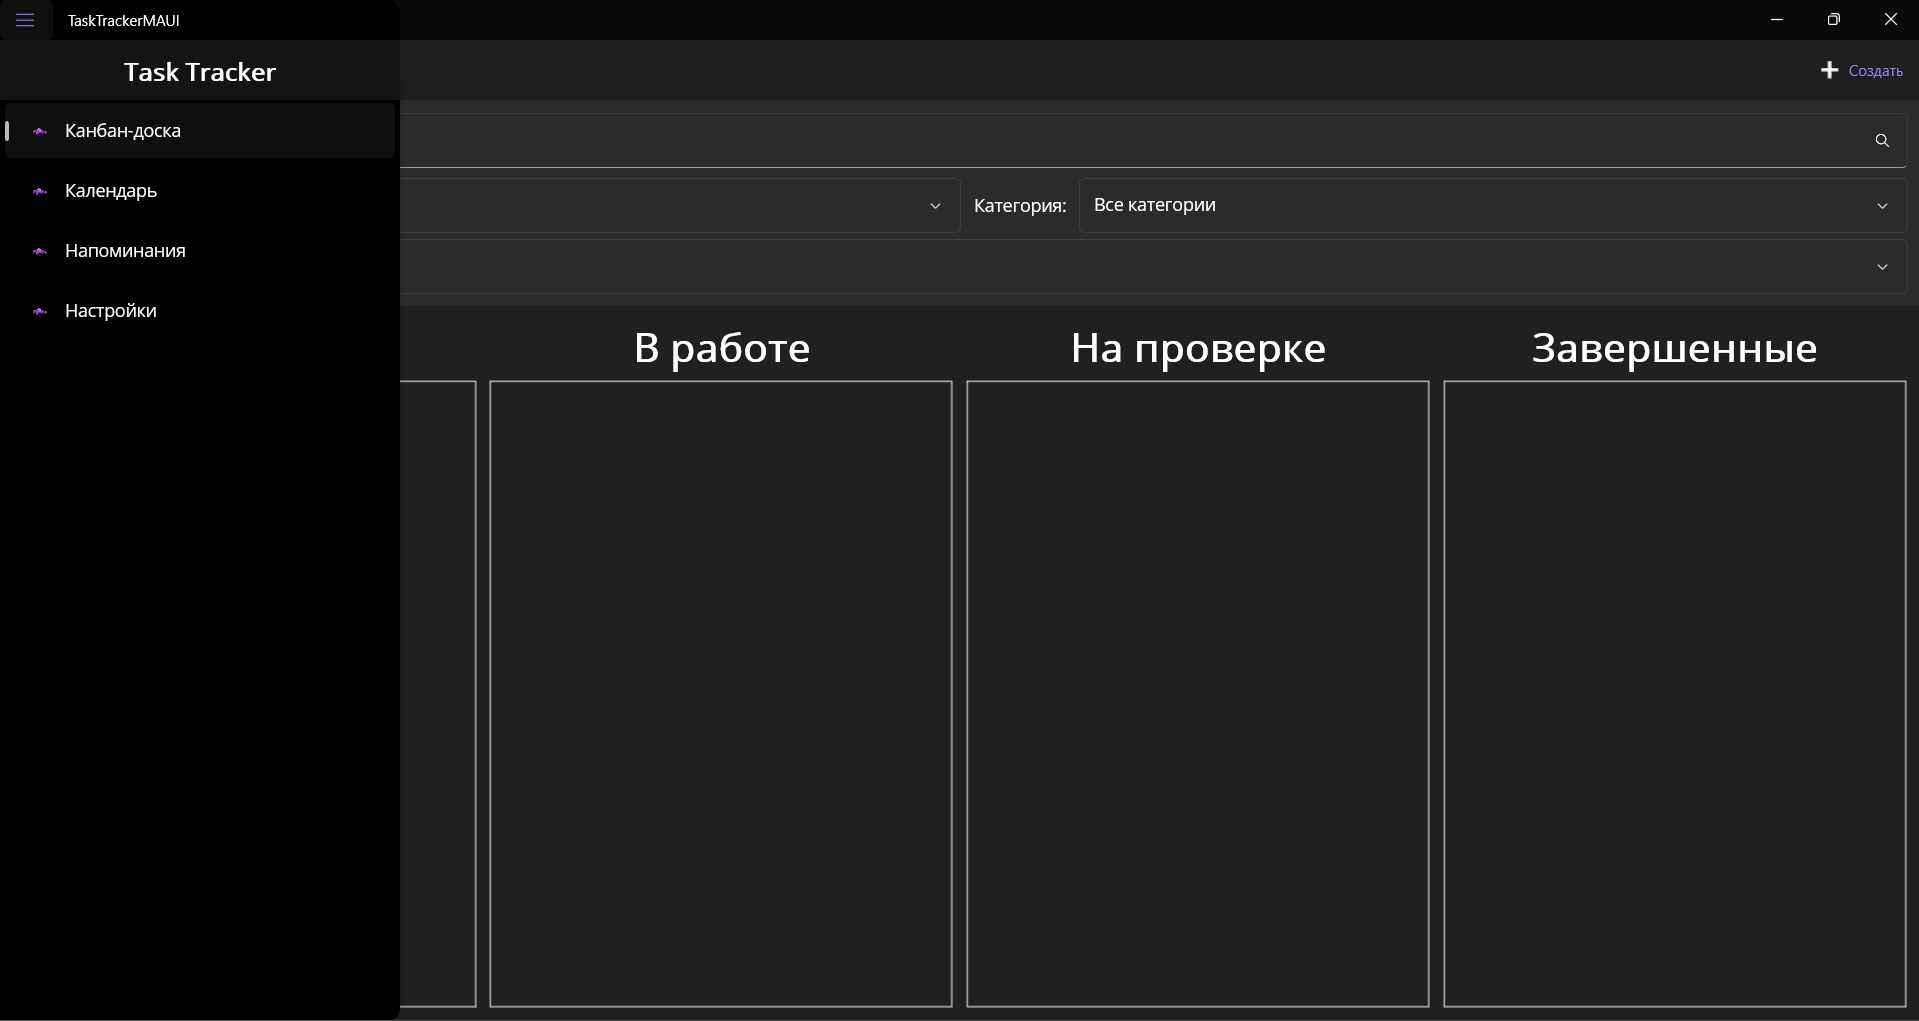 TaskTrackerMAUI
Task Tracker
Создать
Канбан-доска
Календарь
Напоминания
Настройки
Категория:
Все категории
В работе
На проверке
Завершенные